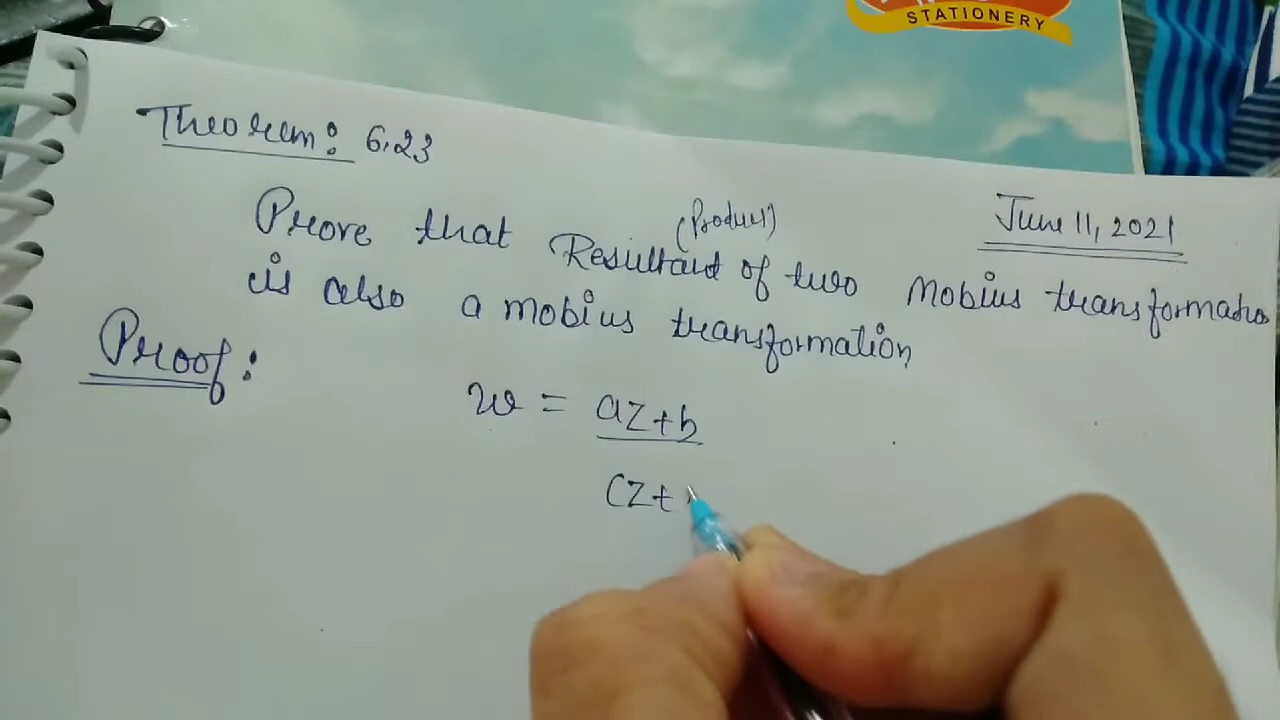 STATIONERY
Theorem: 6.23
June 11, 2021
(Product)
Prove that Resultant of two Mobius transformatio
is also a mobius transformation
Proof:
w = az+b
cz+